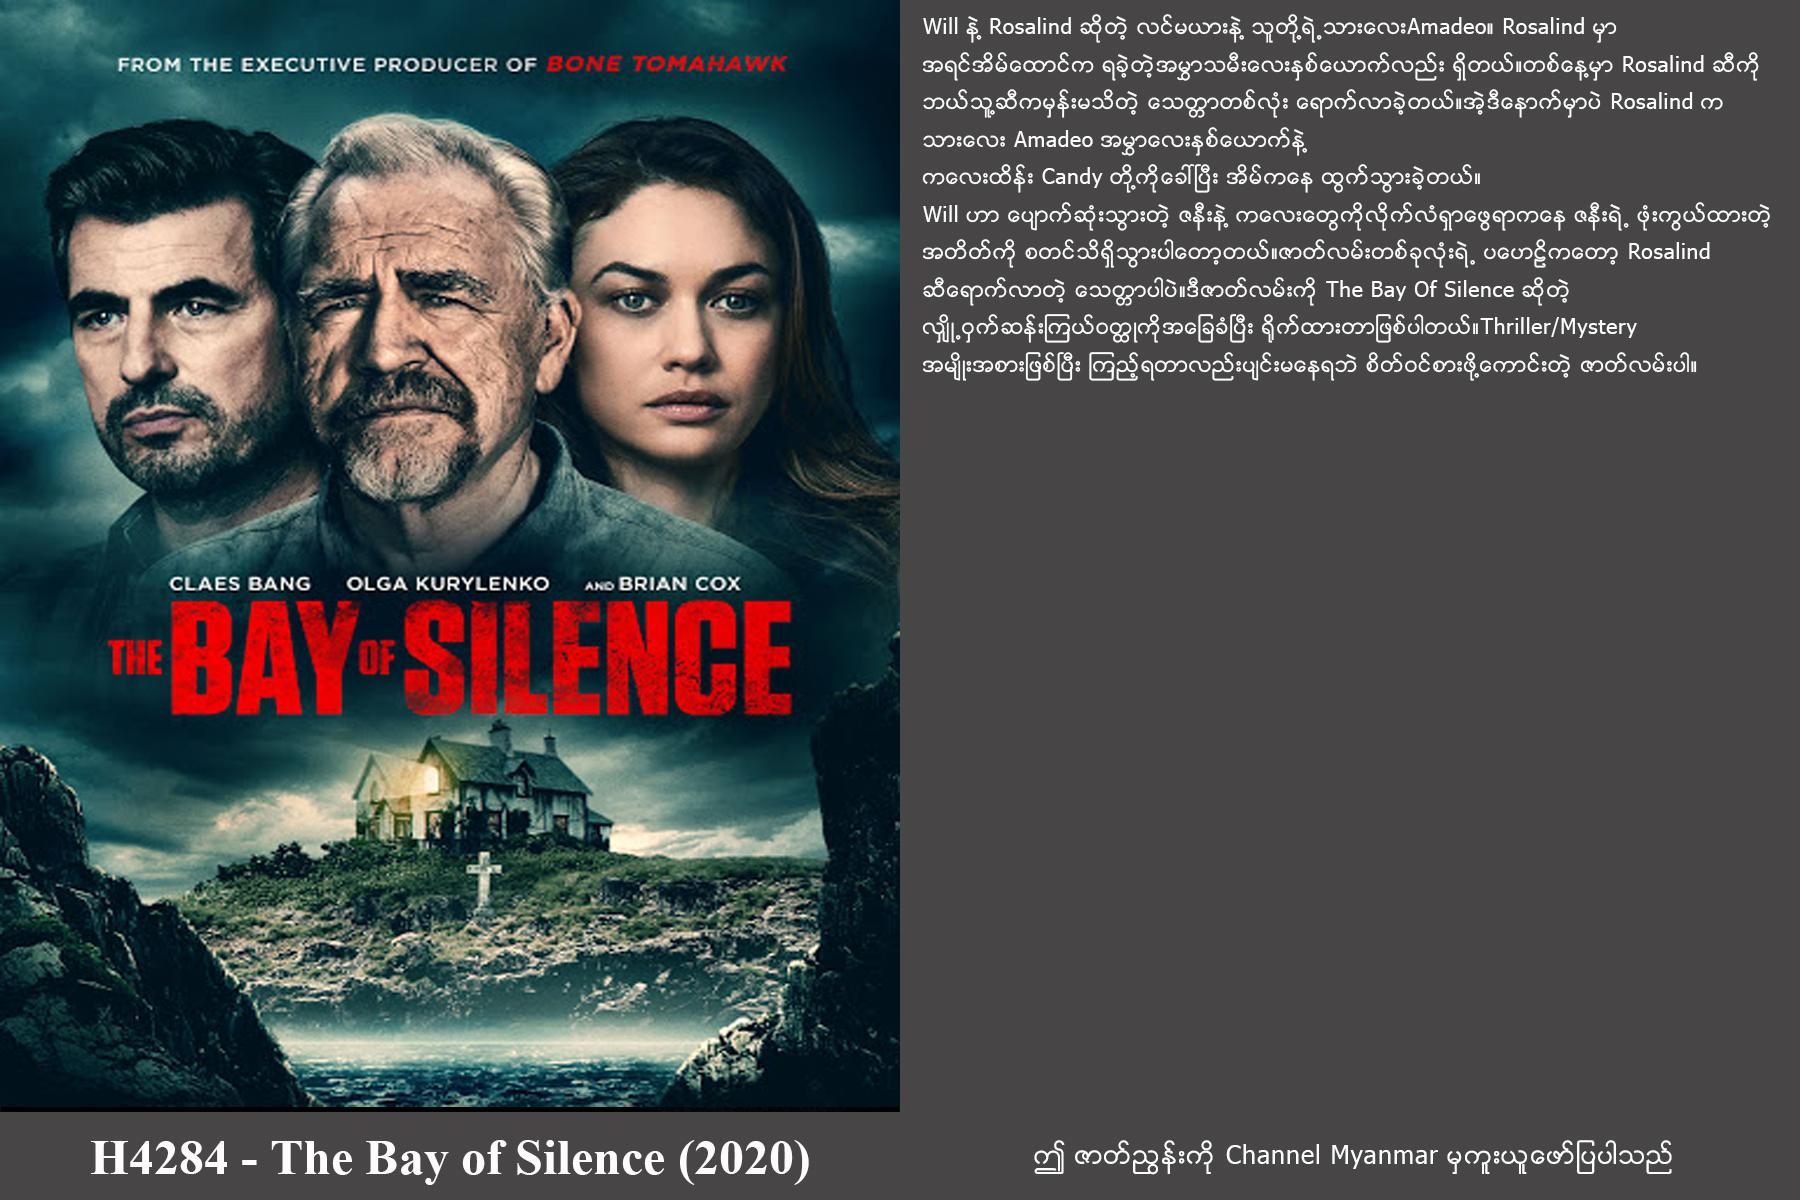 FROM THE EXECUTIVE PRODUCER OF BONE TOMAHAWK
CLAES BANG OLGA KURYLENKO AND BRIAN COX
THE BAY OF SILENCE
H4284 - The Bay of Silence (2020)
Will နဲ့ Rosalind ဆိုတဲ့ လင်မယားနဲ့ သူတို့ရဲ့သားလေးAmadeo။ Rosalind မှာ
အရင်အိမ်ထောင်က ရခဲ့တဲ့အမွှာသမီးလေးနှစ်ယောက်လည်း ရှိတယ်။တစ်နေ့မှာ Rosalind ဆီကို
ဘယ်သူ့ဆီကမှန်းမသိတဲ့ သေတ္တာတစ်လုံး ရောက်လာခဲ့တယ်။အဲ့ဒီနောက်မှာပဲ Rosalind က
သားလေး Amadeo အမွှာလေးနှစ်ယောက်နဲ့
ကလေးထိန်း Candy တို့ကိုခေါ်ပြီး အိမ်ကနေ ထွက်သွားခဲ့တယ်။
Will ဟာ ပျောက်ဆုံးသွားတဲ့ ဇနီးနဲ့ ကလေးတွေကိုလိုက်လံရှာဖွေရာကနေ ဇနီးရဲ့ ဖုံးကွယ်ထားတဲ့
အတိတ်ကို စတင်သိရှိသွားပါတော့တယ်။ဇာတ်လမ်းတစ်ခုလုံးရဲ့ ပဟေဠိကတော့ Rosalind
ဆီရောက်လာတဲ့ သေတ္တာပါပဲ။ဒီဇာတ်လမ်းကို The Bay Of Silence ဆိုတဲ့
လျှို့ဝှက်ဆန်းကြယ်ဝတ္ထုကိုအခြေခံပြီး ရိုက်ထားတာဖြစ်ပါတယ်။Thriller/Mystery
အမျိုးအစားဖြစ်ပြီး ကြည့်ရတာလည်းပျင်းမနေရဘဲ စိတ်ဝင်စားဖို့ကောင်းတဲ့ ဇာတ်လမ်းပါ။
ဤ ဇာတ်ညွှန်းကို Channel Myanmar မှကူးယူဖော်ပြပါသည်